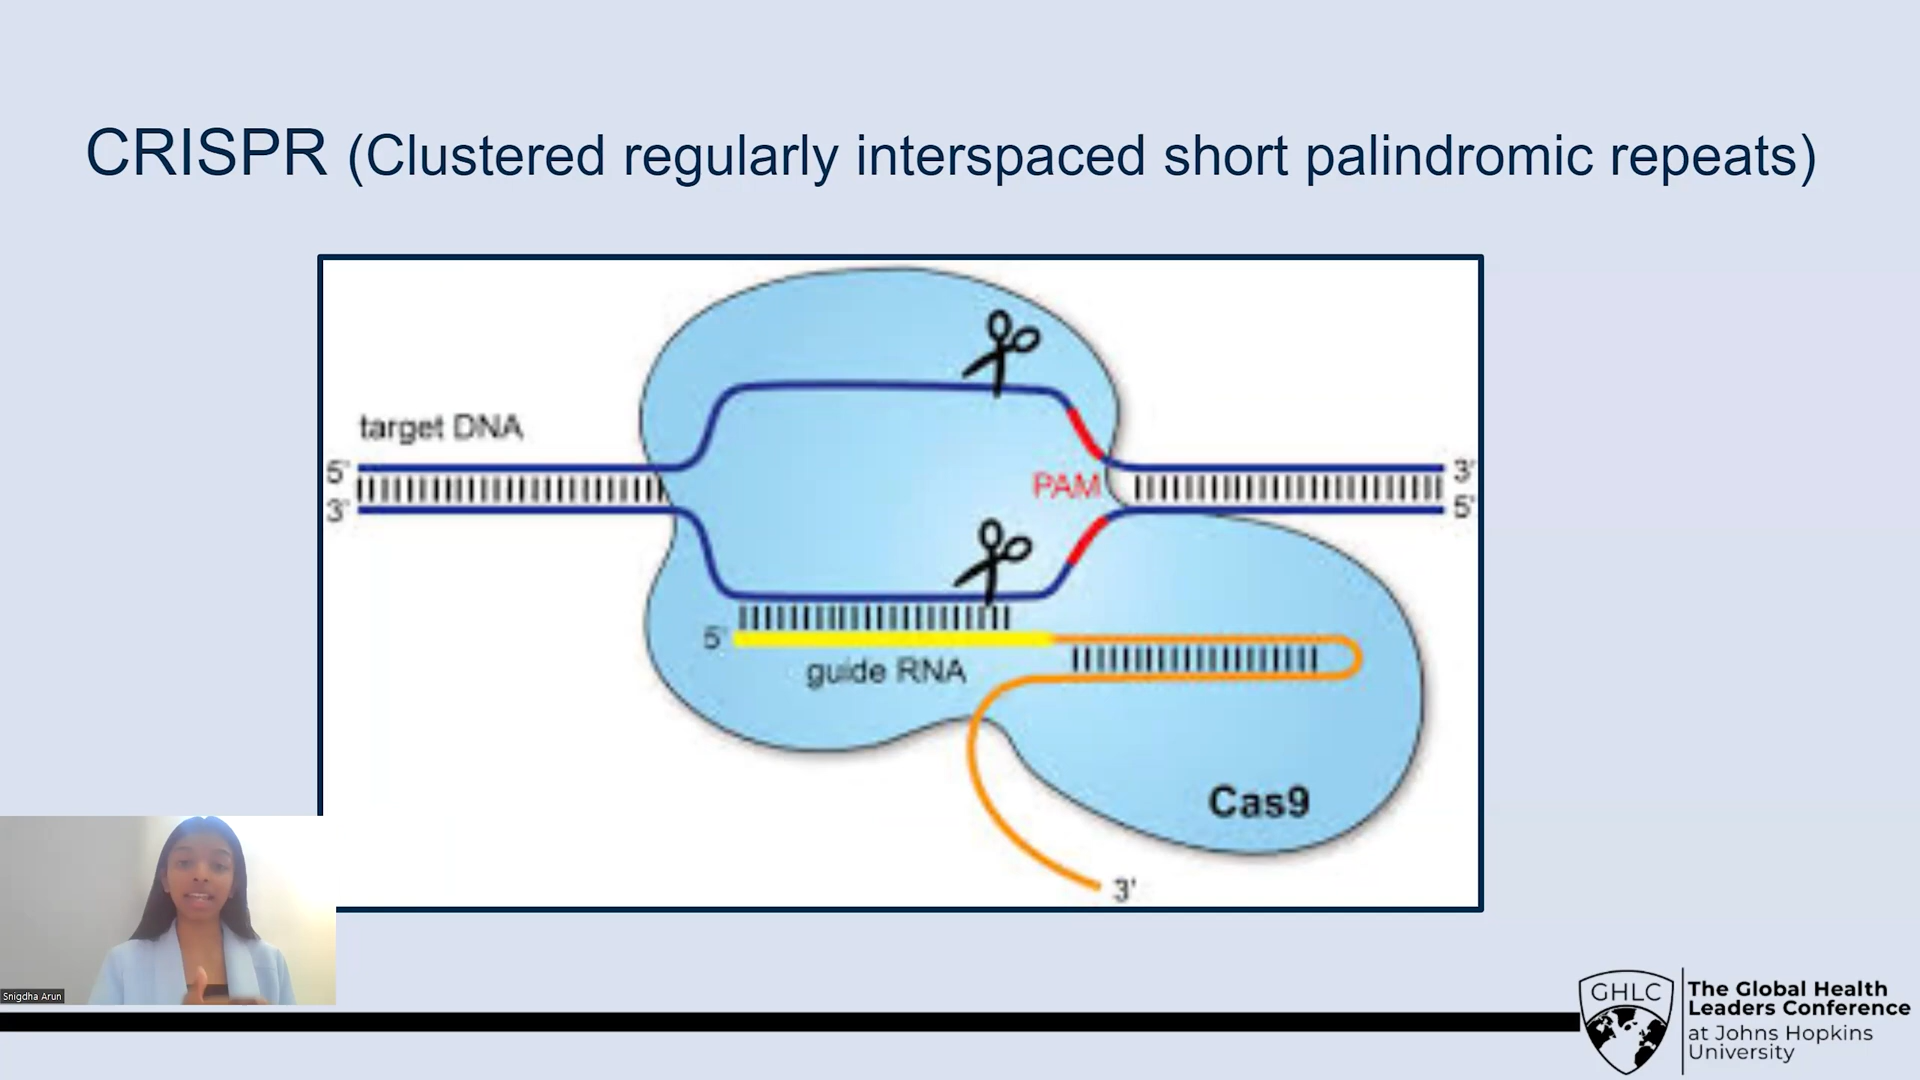 CRISPR (Clustered regularly interspaced short palindromic repeats)
target DNA
5'
3'
3'
5'
PAM
5'
guide RNA
Cas9
3'
Snigdha Arun
GHLC
The Global Health
Leaders Conference
at Johns Hopkins
University